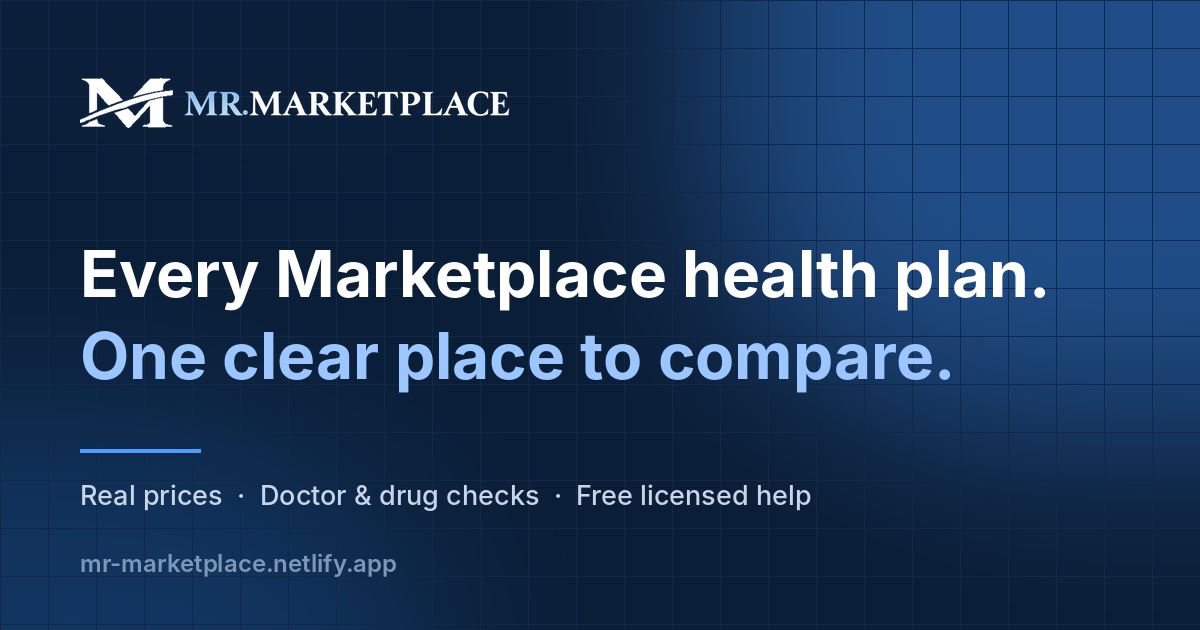 MR.MARKETPLACE
Every Marketplace health plan.
One clear place to compare.
Real prices · Doctor & drug checks · Free licensed help
mr-marketplace.netlify.app